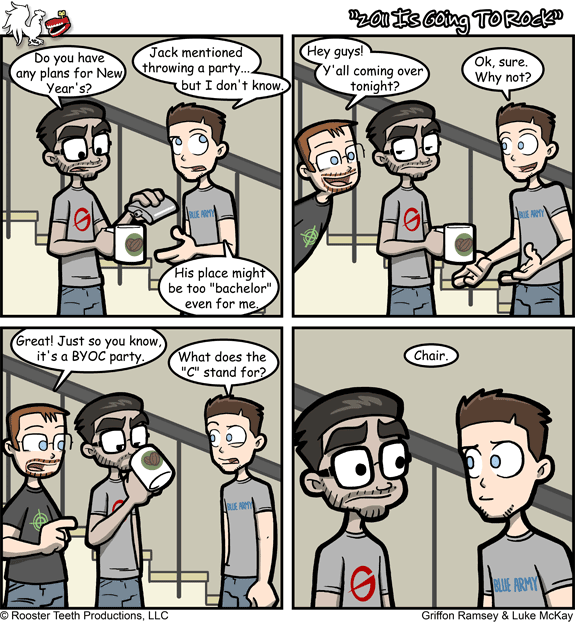 "2011 Is Going To Rock"
Do you have
any plans for New
Year's?
Jack mentioned
throwing a party...
but I don't know.
BLUE ARMY
His place might
be too "bachelor"
even for me.
Hey guys!
Y'all coming over
tonight?
Ok, sure.
Why not?
BLUE ARMY
Great! Just so you know,
it's a BYOC party.
What does the
"C" stand for?
BLUE ARMY
Chair.
BLUE ARMY
© Rooster Teeth Productions, LLC
Griffon Ramsey & Luke McKay